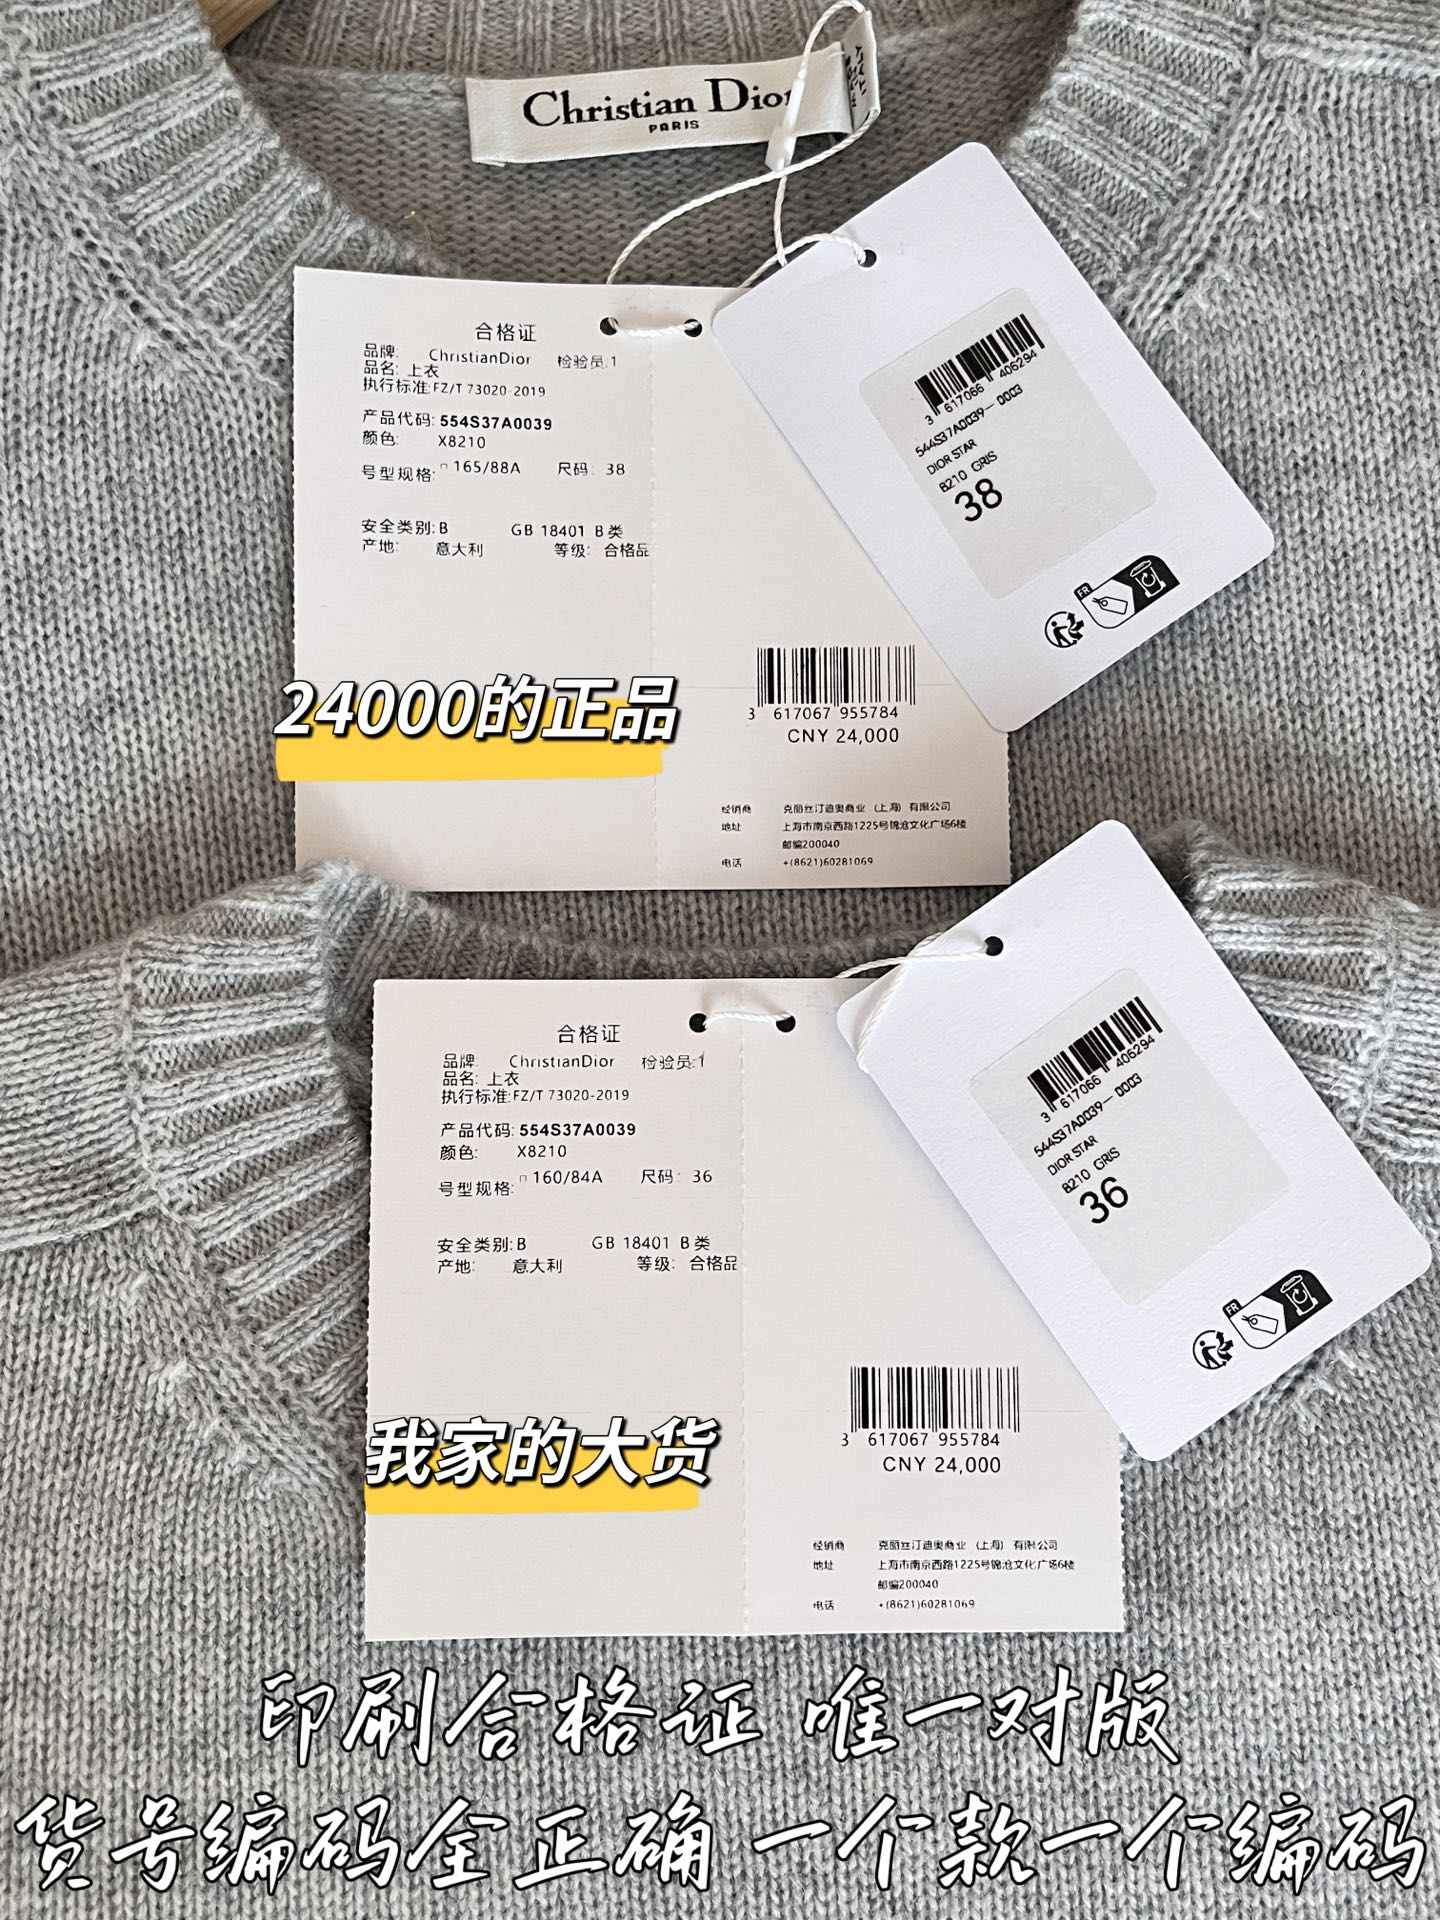 Christian Dior
PARIS
ITALY
合格证
品牌: ChristianDior 检验员:1
品名: 上衣
执行标准:FZ/T 73020-2019
产品代码: 554S37A0039
颜色: X8210
号型规格: □ 165/88A 尺码: 38
安全类别: B GB 18401 B 类
产地: 意大利 等级: 合格品
3 617067 955784
CNY 24,000
经销商 克丽丝汀迪奥商业 (上海) 有限公司
地址 上海市南京西路1225号锦沧文化广场6楼
邮编200040
电话 +(8621)60281069
3 617066 406294
544S37A0039— 0003
DIOR STAR
8210 GRIS
38
FR
24000的正品
合格证
品牌: ChristianDior 检验员:1
品名: 上衣
执行标准:FZ/T 73020-2019
产品代码: 554S37A0039
颜色: X8210
号型规格: □ 160/84A 尺码: 36
安全类别: B GB 18401 B 类
产地: 意大利 等级: 合格品
3 617067 955784
CNY 24,000
经销商 克丽丝汀迪奥商业 (上海) 有限公司
地址 上海市南京西路1225号锦沧文化广场6楼
邮编200040
电话 +(8621)60281069
3 617066 406294
544S37A0039— 0003
DIOR STAR
8210 GRIS
36
FR
我家的大货
印刷合格证 唯一对版
货号编码全正确 一个款一个编码